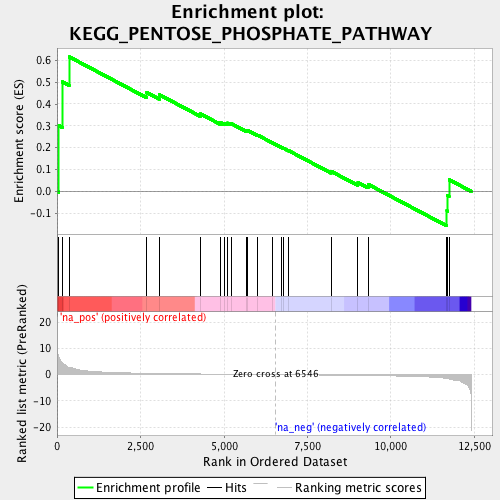 Enrichment plot:
KEGG_PENTOSE_PHOSPHATE_PATHWAY
Enrichment score (ES)
0.6
0.5
0.4
0.3
0.2
0.1
0.0
-0.1
'na_pos' (positively correlated)
Ranked list metric (PreRanked)
20
10
0
-10
-20
Zero cross at 6546
'na_neg' (negatively correlated)
0
2,500
5,000
7,500
10,000
12,500
Rank in Ordered Dataset
Enrichment profile
Hits
Ranking metric scores